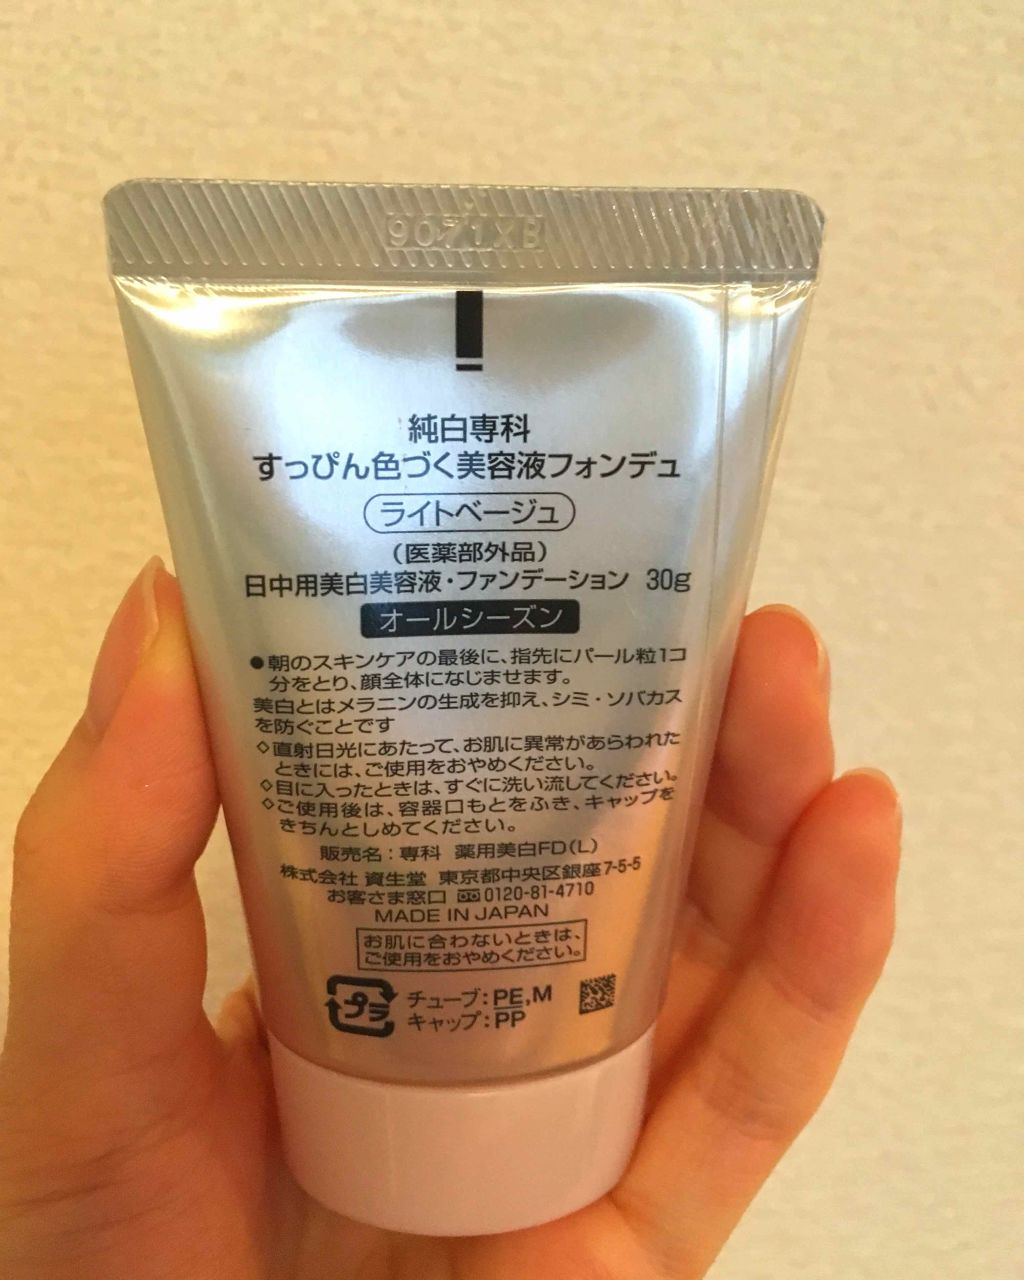 9071XB
純白専科
すっぴん色づく美容液フォンデュ
ライトベージュ
(医薬部外品)
日中用美白美容液・ファンデーション 30g
オールシーズン
●朝のスキンケアの最後に、指先にパール粒1コ
分をとり、顔全体になじませます。
美白とはメラニンの生成を抑え、シミ・ソバカス
を防ぐことです
◇直射日光にあたって、お肌に異常があらわれた
ときには、ご使用をおやめください。
◇目に入ったときは、すぐに洗い流してください。
◇ご使用後は、容器口もとをふき、キャップを
きちんとしめてください。
販売名：専科 薬用美白FD(L)
株式会社 資生堂 東京都中央区銀座7-5-5
お客さま窓口 0120-81-4710
MADE IN JAPAN
お肌に合わないときは、
ご使用をおやめください。
プラ
チューブ：PE,M
キャップ：PP